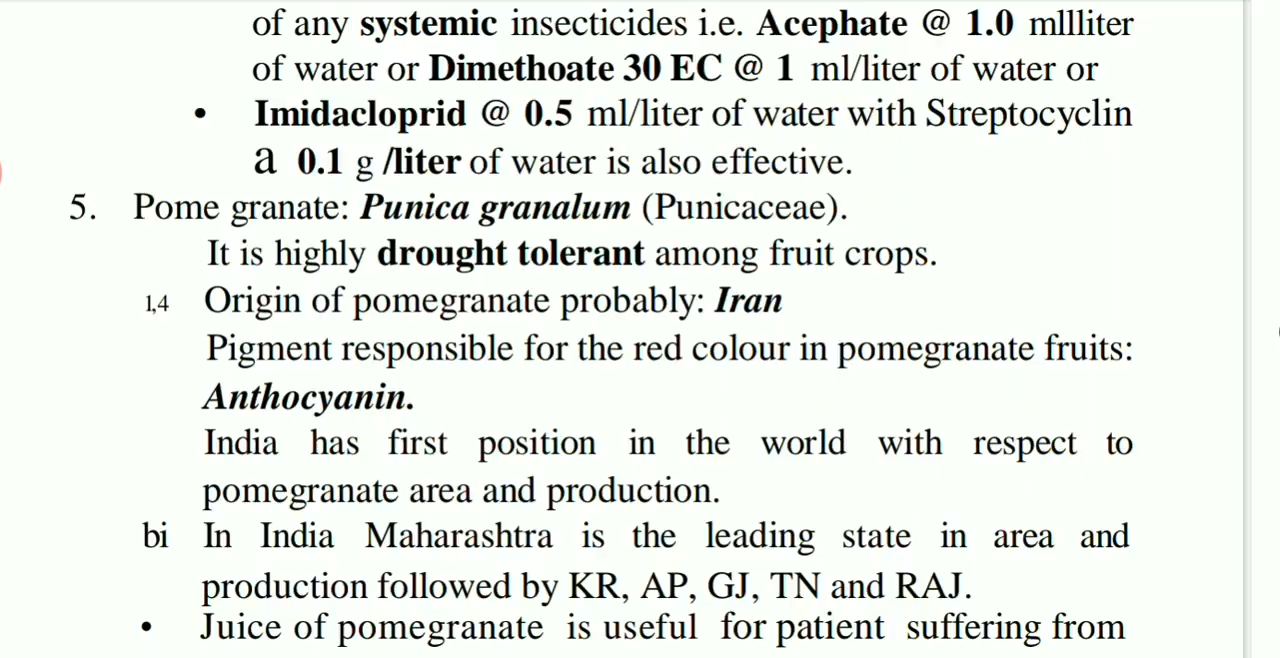 of any systemic insecticides i.e. Acephate @ 1.0 mllliter
of water or Dimethoate 30 EC @ 1 ml/liter of water or
• Imidacloprid @ 0.5 ml/liter of water with Streptocyclin
a 0.1 g /liter of water is also effective.
5. Pome granate: Punica granalum (Punicaceae).
It is highly drought tolerant among fruit crops.
1,4 Origin of pomegranate probably: Iran
Pigment responsible for the red colour in pomegranate fruits:
Anthocyanin.
India has first position in the world with respect to
pomegranate area and production.
bi In India Maharashtra is the leading state in area and
production followed by KR, AP, GJ, TN and RAJ.
• Juice of pomegranate is useful for patient suffering from